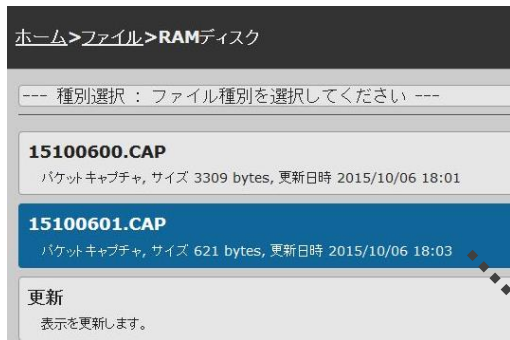 ホーム>ファイル>RAMディスク
--- 種別選択 : ファイル種別を選択してください ---
15100600.CAP
パケットキャプチャ, サイズ 3309 bytes, 更新日時 2015/10/06 18:01
15100601.CAP
パケットキャプチャ, サイズ 621 bytes, 更新日時 2015/10/06 18:03
更新
表示を更新します。